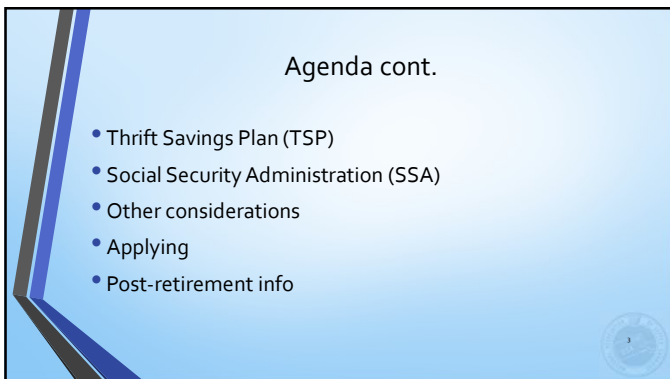 Agenda cont.
• Thrift Savings Plan (TSP)
• Social Security Administration (SSA)
• Other considerations
• Applying
• Post-retirement info
3